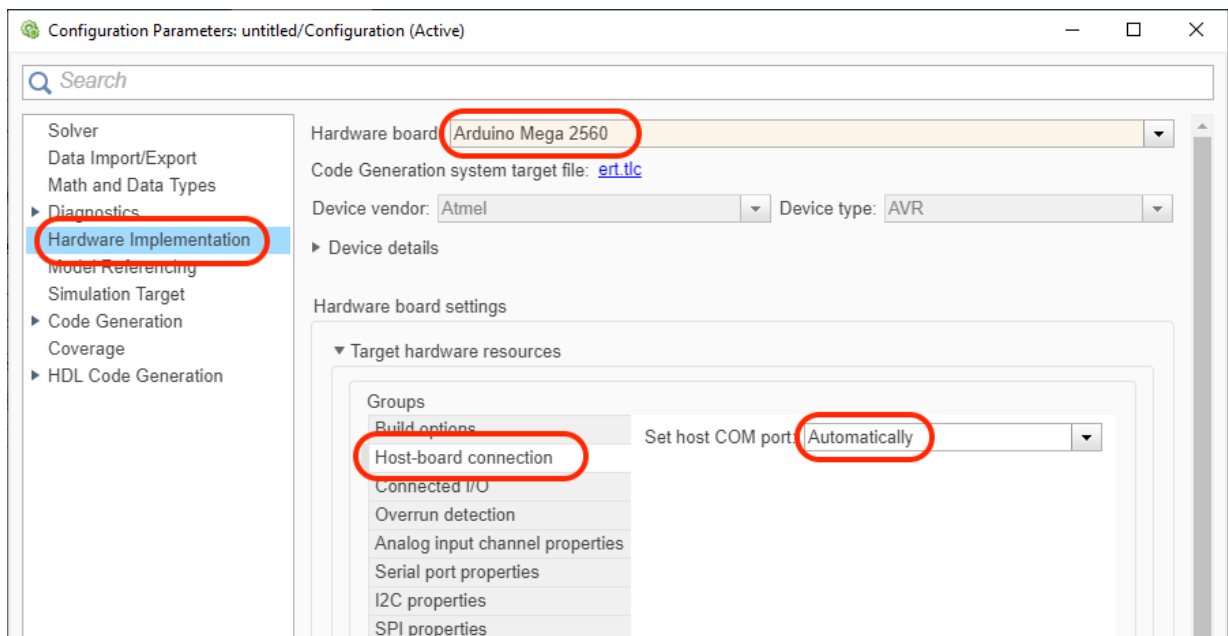 Configuration Parameters: untitled/Configuration (Active)
Search
Solver
Data Import/Export
Math and Data Types
Diagnostics
Hardware Implementation
Model Referencing
Simulation Target
Code Generation
Coverage
HDL Code Generation
Hardware board: Arduino Mega 2560
Code Generation system target file: ert.tlc
Device vendor: Atmel Device type: AVR
Device details
Hardware board settings
Target hardware resources
Groups
Build options
Host-board connection
Connected I/O
Overrun detection
Analog input channel properties
Serial port properties
I2C properties
SPI properties
Set host COM port: Automatically